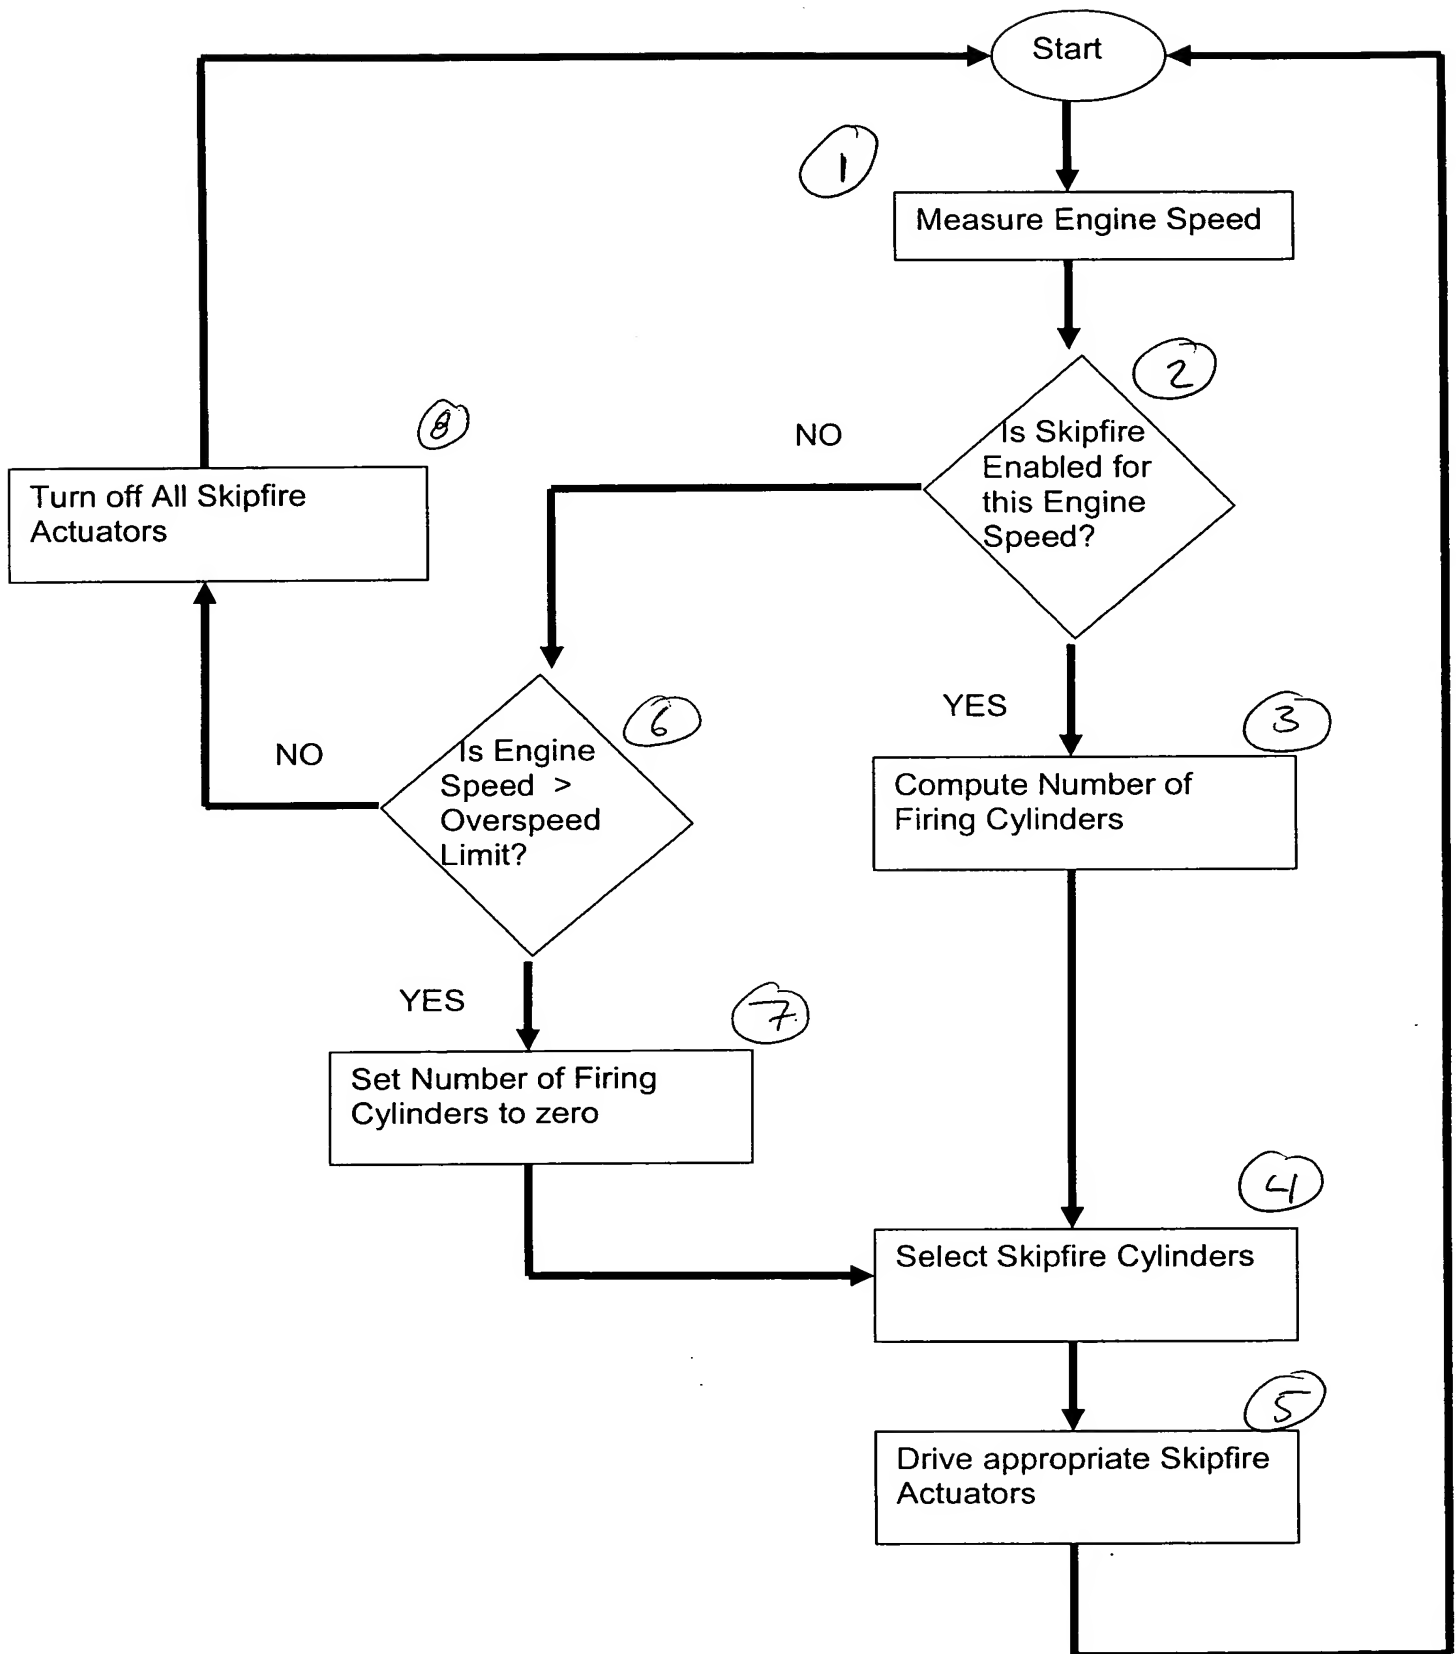 Start
1
Measure Engine Speed
2
Is Skipfire
Enabled for
this Engine
Speed?
NO
8
Turn off All Skipfire
Actuators
YES
3
Compute Number of
Firing Cylinders
6
Is Engine
Speed >
Overspeed
Limit?
NO
YES
7
Set Number of Firing
Cylinders to zero
4
Select Skipfire Cylinders
5
Drive appropriate Skipfire
Actuators